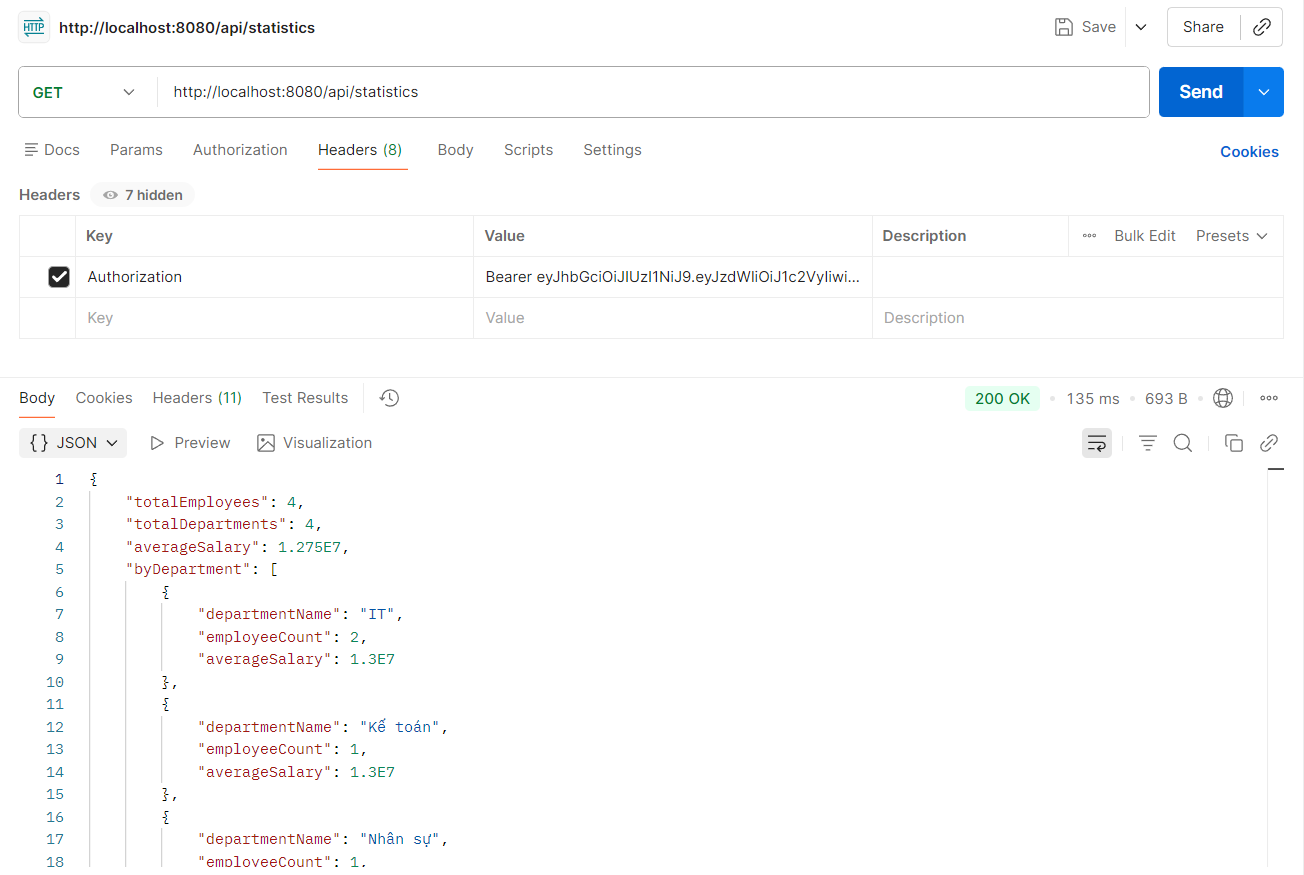 HTTP http://localhost:8080/api/statistics Save Share
GET http://localhost:8080/api/statistics Send
Docs Params Authorization Headers (8) Body Scripts Settings Cookies
Headers 7 hidden
Key Value Description Bulk Edit Presets
Authorization Bearer eyJhbGciOiJIUzI1NiJ9.eyJzdWIiOiJ1c2VyIiwi...
Key Value Description
Body Cookies Headers (11) Test Results 200 OK 135 ms 693 B
{} JSON Preview Visualization
1 {
2 "totalEmployees": 4,
3 "totalDepartments": 4,
4 "averageSalary": 1.275E7,
5 "byDepartment": [
6 {
7 "departmentName": "IT",
8 "employeeCount": 2,
9 "averageSalary": 1.3E7
10 },
11 {
12 "departmentName": "Kế toán",
13 "employeeCount": 1,
14 "averageSalary": 1.3E7
15 },
16 {
17 "departmentName": "Nhân sự",
18 "employeeCount": 1,